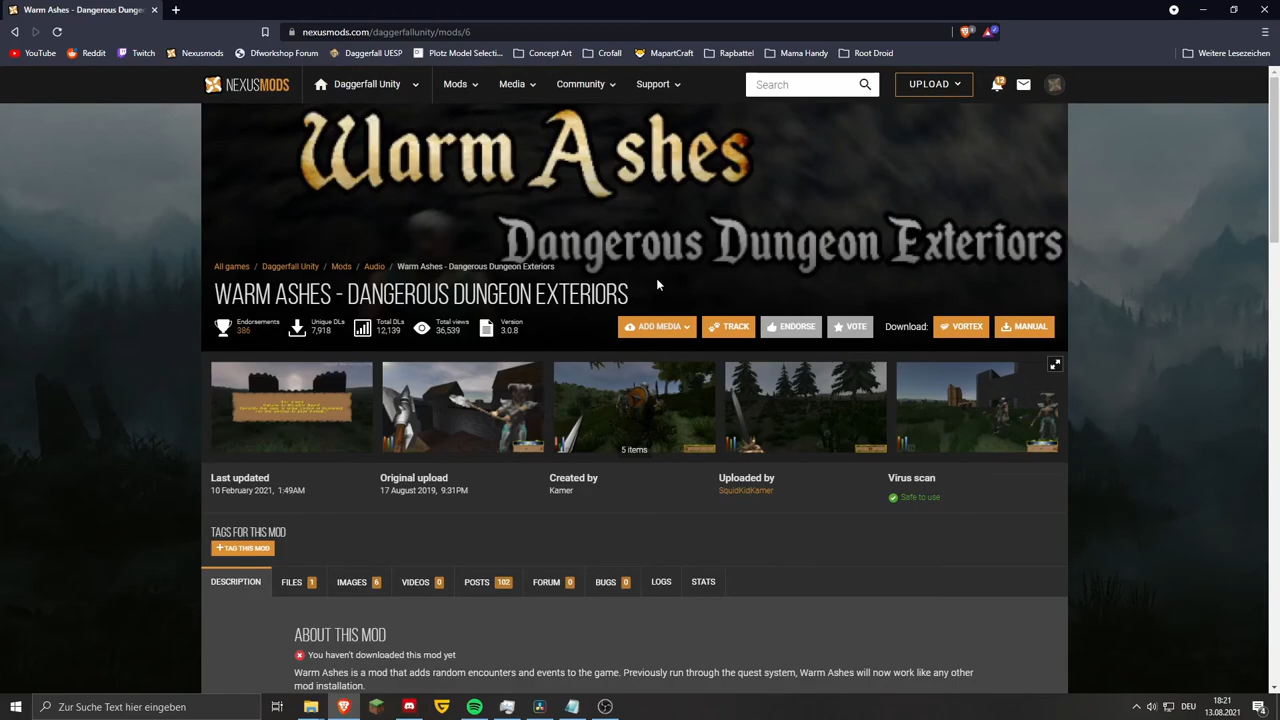 Warm Ashes - Dangerous Dunger
nexusmods.com/daggerfallunity/mods/6
YouTube Reddit Twitch Nexusmods Dfworkshop Forum Daggerfall UESP Plotz Model Selecti... Concept Art Crofall MapartCraft Rapbattel Mama Handy Root Droid Weitere Lesezeichen
NEXUSMODS Daggerfall Unity Mods Media Community Support Search UPLOAD 12
Warm Ashes
Dangerous Dungeon Exteriors
All games / Daggerfall Unity / Mods / Audio / Warm Ashes - Dangerous Dungeon Exteriors
WARM ASHES - DANGEROUS DUNGEON EXTERIORS
Endorsements Unique DLs Total DLs Total views Version
386 7,918 12,139 36,539 3.0.8
ADD MEDIA TRACK ENDORSE VOTE Download: VORTEX MANUAL
5 items
Last updated Original upload Created by Uploaded by Virus scan
10 February 2021, 1:49AM 17 August 2019, 9:31PM Kamer SquidKidKamer Safe to use
TAGS FOR THIS MOD
+TAG THIS MOD
DESCRIPTION FILES 1 IMAGES 6 VIDEOS 0 POSTS 102 FORUM 0 BUGS 0 LOGS STATS
ABOUT THIS MOD
You haven't downloaded this mod yet
Warm Ashes is a mod that adds random encounters and events to the game. Previously run through the quest system, Warm Ashes will now work like any other
mod installation.
Zur Suche Text hier eingeben
DEU
18:21
13.08.2021